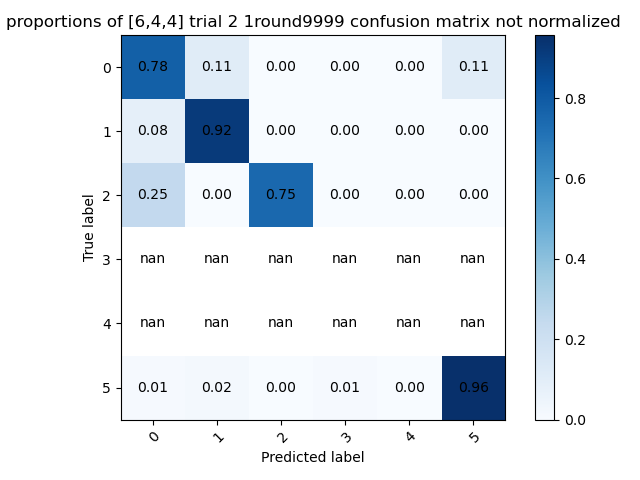 proportions of [6,4,4] trial 2 1round9999 confusion matrix not normalized
0 0.78 0.11 0.00 0.00 0.00 0.11
1 0.08 0.92 0.00 0.00 0.00 0.00
2 0.25 0.00 0.75 0.00 0.00 0.00
3 nan nan nan nan nan nan
4 nan nan nan nan nan nan
5 0.01 0.02 0.00 0.01 0.00 0.96
0 1 2 3 4 5
True label
Predicted label
0.8
0.6
0.4
0.2
0.0